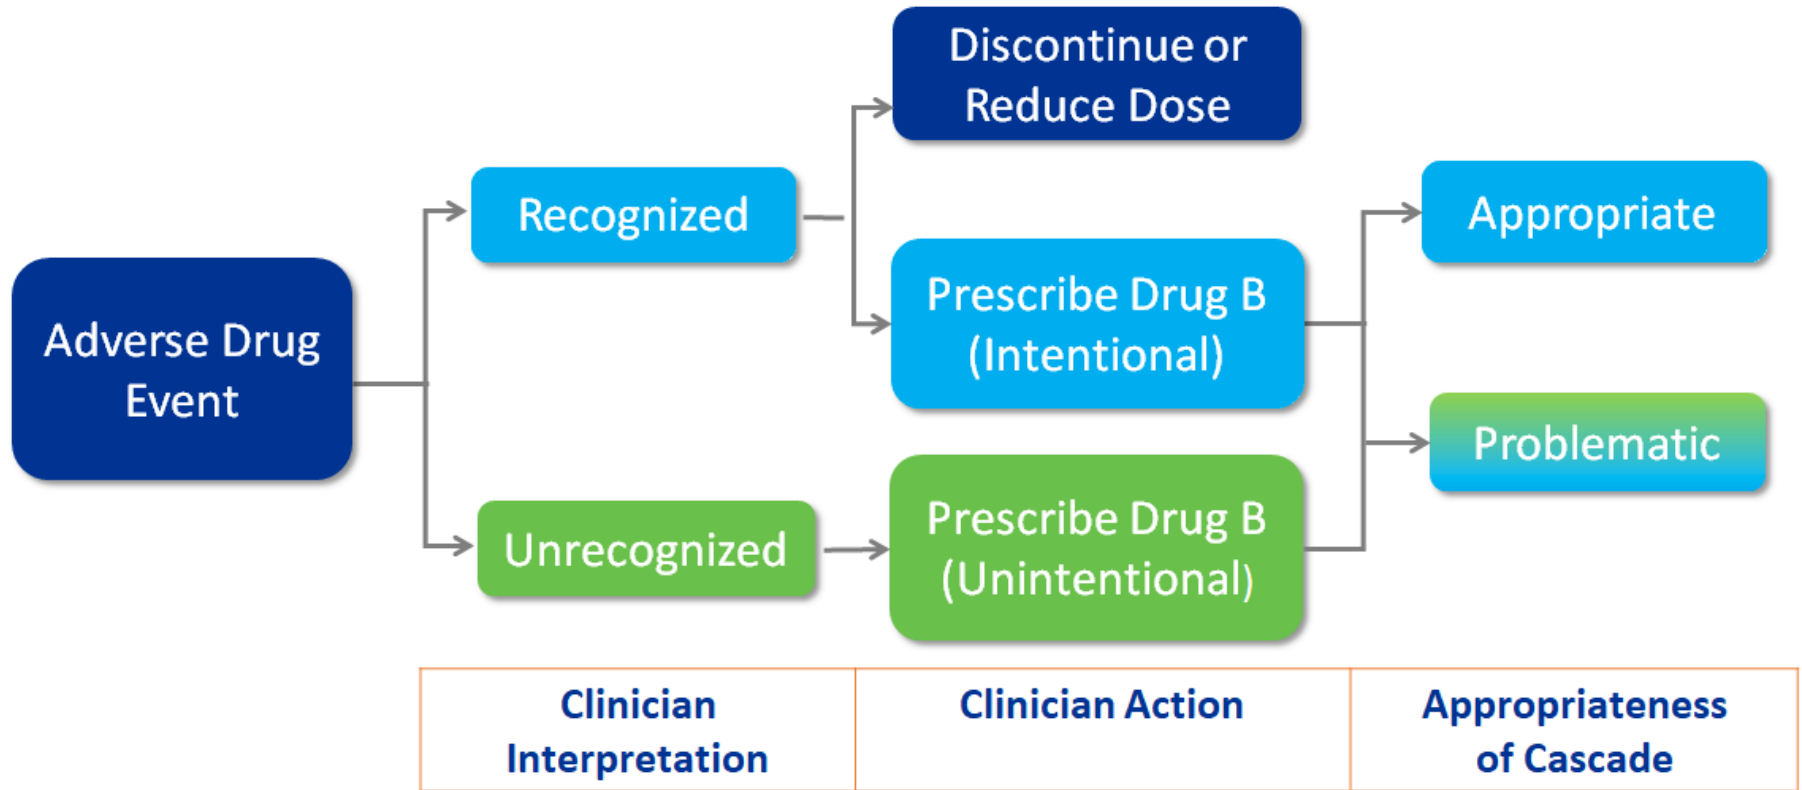 Discontinue or
Reduce Dose
Recognized
Appropriate
Adverse Drug
Event
Prescribe Drug B
(Intentional)
Problematic
Unrecognized
Prescribe Drug B
(Unintentional)
Clinician
Interpretation
Clinician Action
Appropriateness
of Cascade